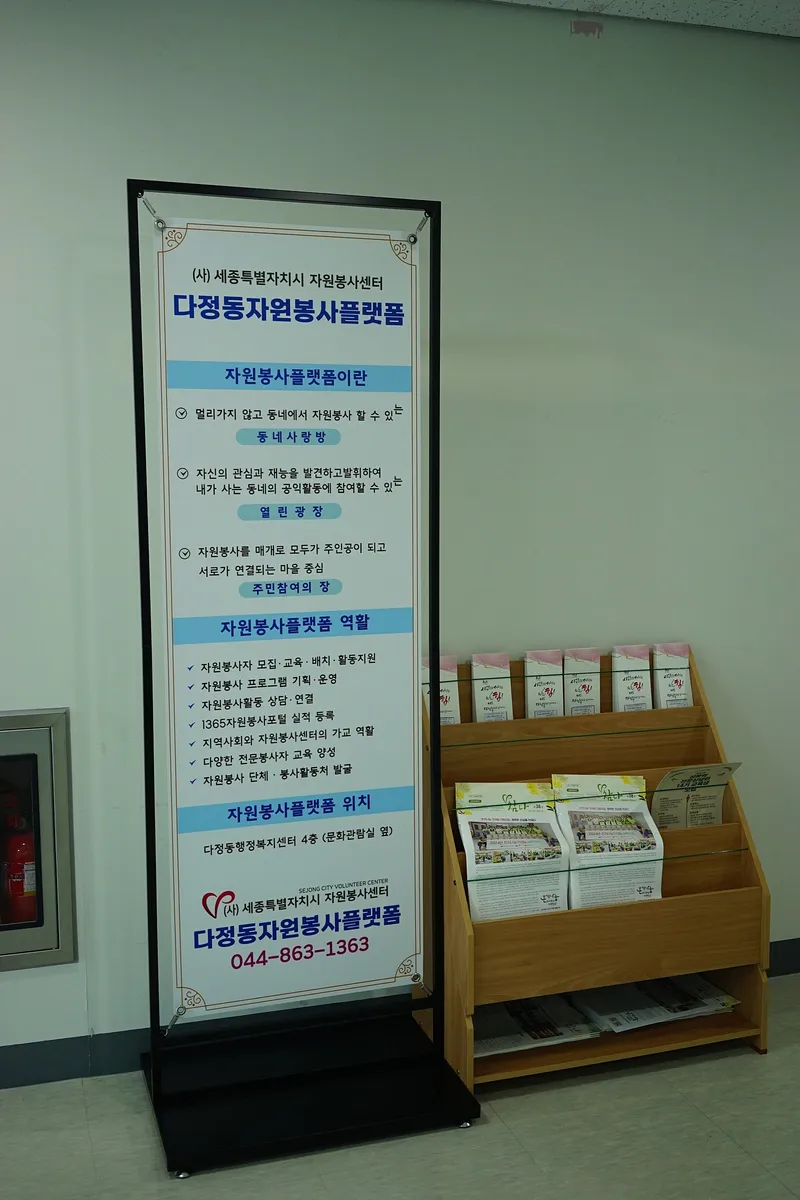 (사) 세종특별자치시 자원봉사센터
다정동자원봉사플랫폼
자원봉사플랫폼이란
멀리가지 않고 동네에서 자원봉사 할 수 있는
동네사랑방
자신의 관심과 재능을 발견하고발휘하여
내가 사는 동네의 공익활동에 참여할 수 있는
열린광장
자원봉사를 매개로 모두가 주인공이 되고
서로가 연결되는 마을 중심
주민참여의 장
자원봉사플랫폼 역활
자원봉사자 모집·교육·배치·활동지원
자원봉사 프로그램 기획·운영
자원봉사활동 상담·연결
1365자원봉사포털 실적 등록
지역사회와 자원봉사센터의 가교 역활
다양한 전문봉사자 교육 양성
자원봉사 단체·봉사활동처 발굴
자원봉사플랫폼 위치
다정동행정복지센터 4층 (문화관람실 옆)
SEJONG CITY VOLUNTEER CENTER
(사) 세종특별자치시 자원봉사센터
다정동자원봉사플랫폼
044-863-1363